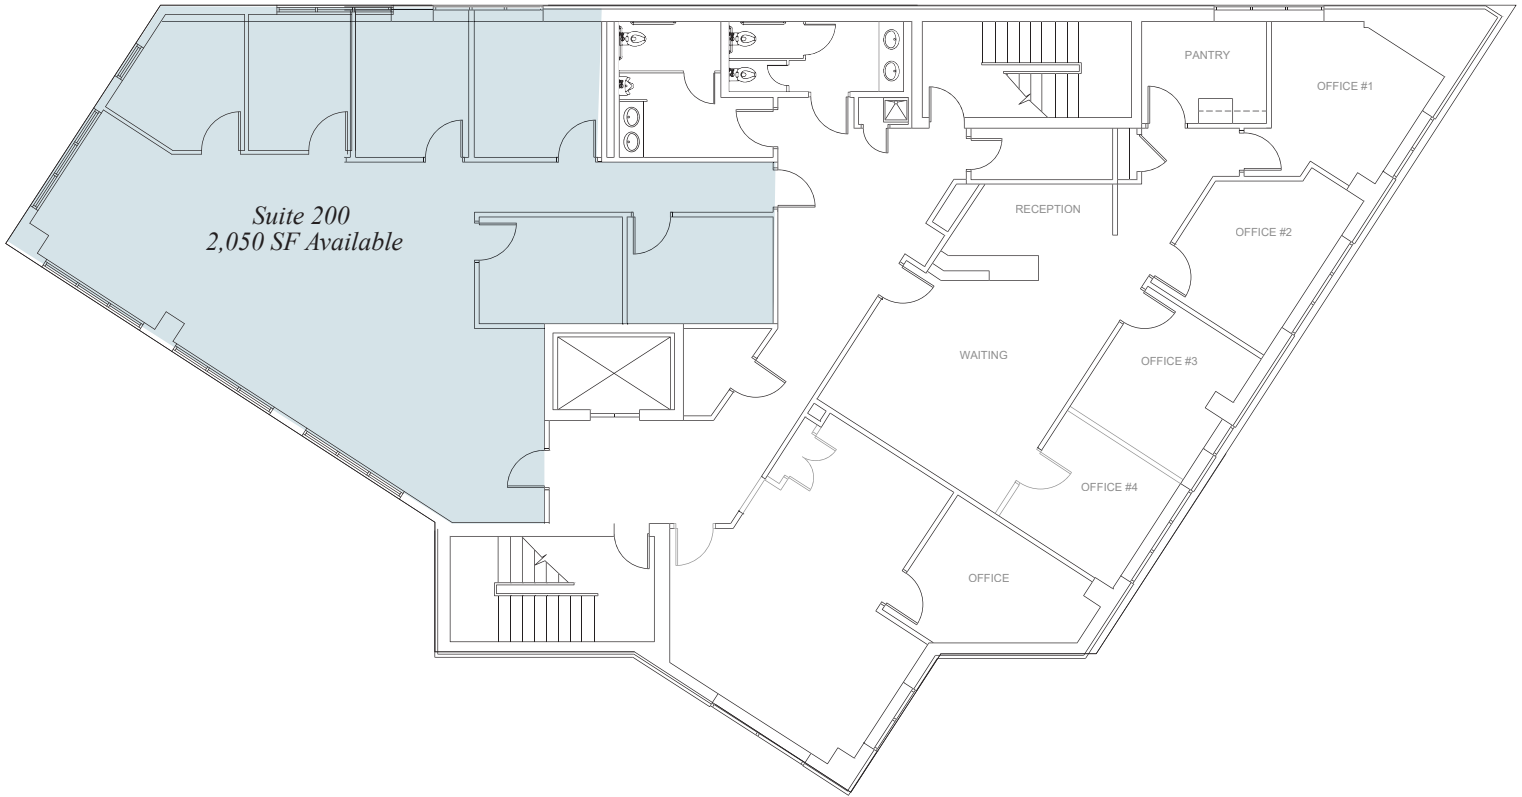 PANTRY
OFFICE #1
Suite 200
2,050 SF Available
RECEPTION
OFFICE #2
WAITING
OFFICE #3
OFFICE #4
OFFICE